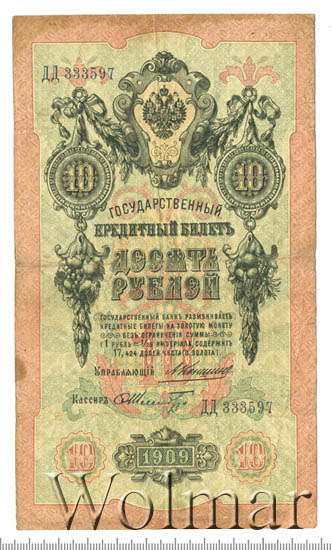 ДД 333597
10 10
ГОСУДАРСТВЕННЫЙ
КРЕДИТНЫЙ БИЛЕТЪ
ДЕСЯТЬ
РУБЛЕЙ
ГОСУДАРСТВЕННЫЙ БАНКЪ РАЗМѢНИВАЕТЪ
КРЕДИТНЫЕ БИЛЕТЫ НА ЗОЛОТУЮ МОНЕТУ
БЕЗЪ ОГРАНИЧЕНІЯ СУММЫ
(1 РУБЛЬ = 1/15 ИМПЕРІАЛА, СОДЕРЖИТЪ
17,424 ДОЛЕЙ ЧИСТАГО ЗОЛОТА).
УПРАВЛЯЮЩІЙ
Кассиръ
ДД 333597
10 1909 10
Wolmar